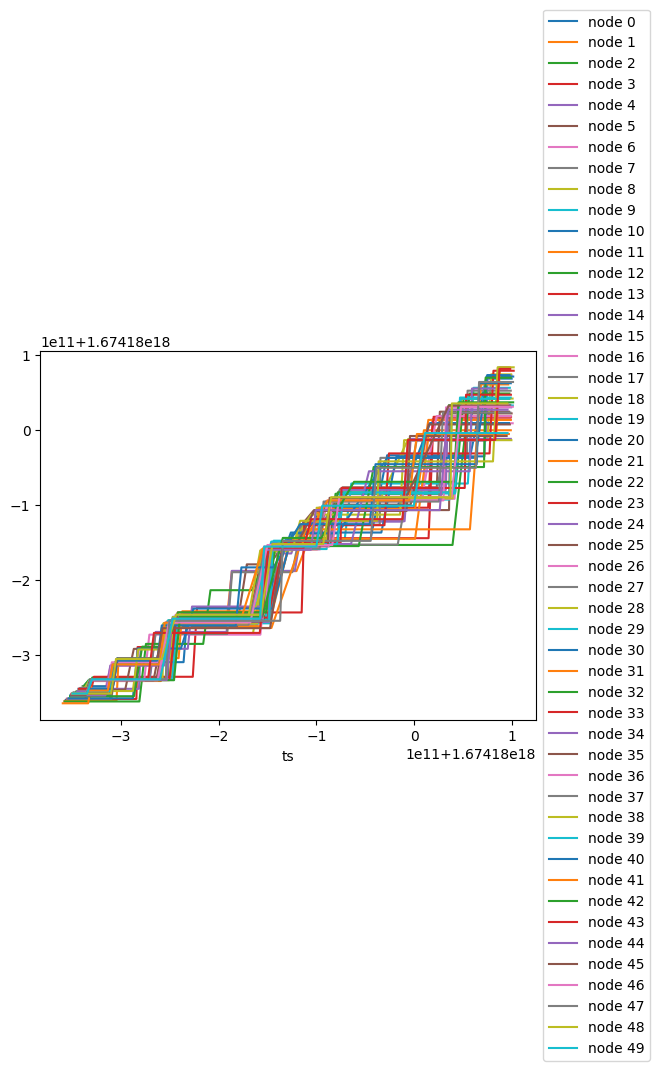 1e11+1.67418e18
1
0
−1
−2
−3
−3
−2
−1
0
1
ts
1e11+1.67418e18
node 0
node 1
node 2
node 3
node 4
node 5
node 6
node 7
node 8
node 9
node 10
node 11
node 12
node 13
node 14
node 15
node 16
node 17
node 18
node 19
node 20
node 21
node 22
node 23
node 24
node 25
node 26
node 27
node 28
node 29
node 30
node 31
node 32
node 33
node 34
node 35
node 36
node 37
node 38
node 39
node 40
node 41
node 42
node 43
node 44
node 45
node 46
node 47
node 48
node 49